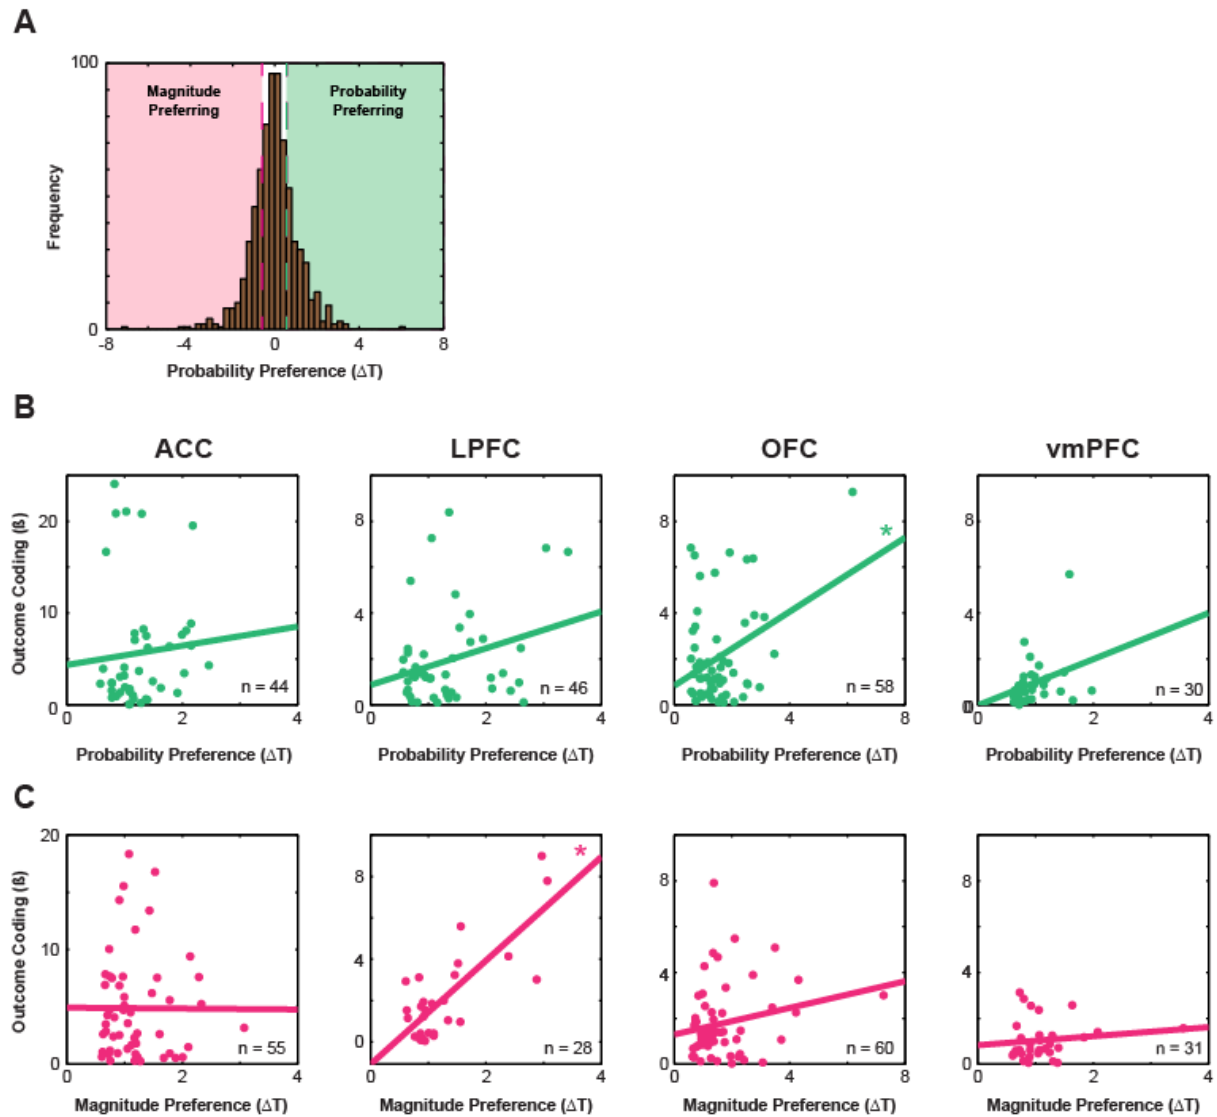 A
100
Magnitude
Preferring
Probability
Preferring
Frequency
0
-8
-4
0
4
8
Probability Preference (ΔT)
B
ACC
LPFC
OFC
vmPFC
Outcome Coding (ß)
20
10
0
n = 44
0
2
4
Probability Preference (ΔT)
8
4
0
n = 46
0
2
4
Probability Preference (ΔT)
8
4
0
*
n = 58
0
4
8
Probability Preference (ΔT)
8
4
0
n = 30
0
2
4
Probability Preference (ΔT)
C
Outcome Coding (ß)
20
10
0
n = 55
0
2
4
Magnitude Preference (ΔT)
8
4
0
*
n = 28
0
2
4
Magnitude Preference (ΔT)
8
4
0
n = 60
0
4
8
Magnitude Preference (ΔT)
8
4
0
n = 31
0
2
4
Magnitude Preference (ΔT)